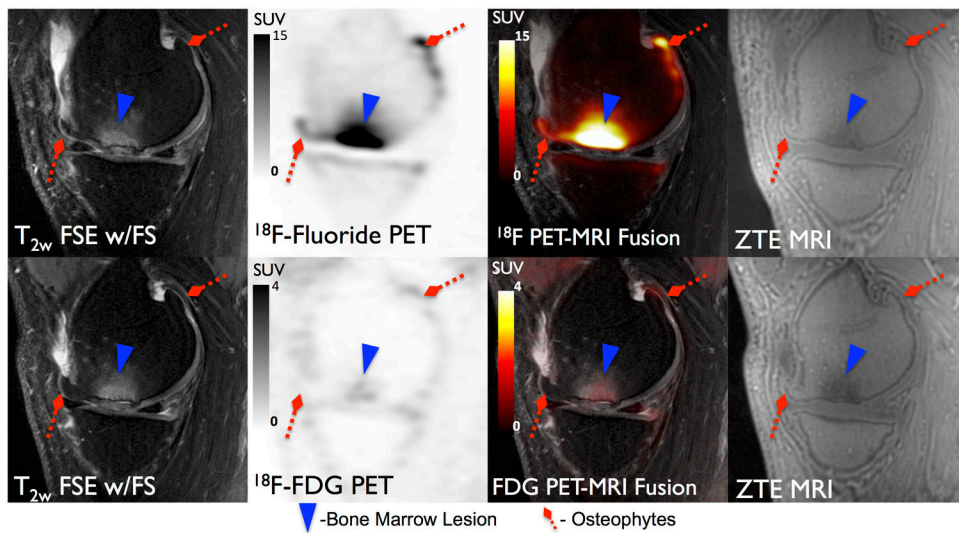 SUV
15
0
SUV
15
0
T2w FSE w/FS
18F-Fluoride PET
18F PET-MRI Fusion
ZTE MRI
SUV
4
0
SUV
4
0
T2w FSE w/FS
18F-FDG PET
FDG PET-MRI Fusion
ZTE MRI
-Bone Marrow Lesion
- Osteophytes